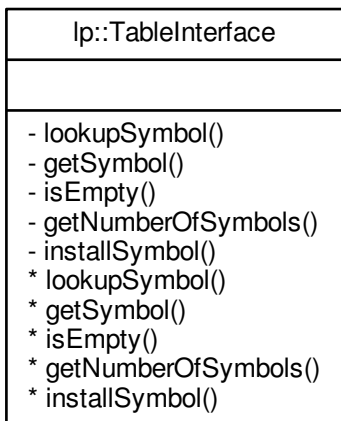 lp::TableInterface
- lookupSymbol()
- getSymbol()
- isEmpty()
- getNumberOfSymbols()
- installSymbol()
* lookupSymbol()
* getSymbol()
* isEmpty()
* getNumberOfSymbols()
* installSymbol()